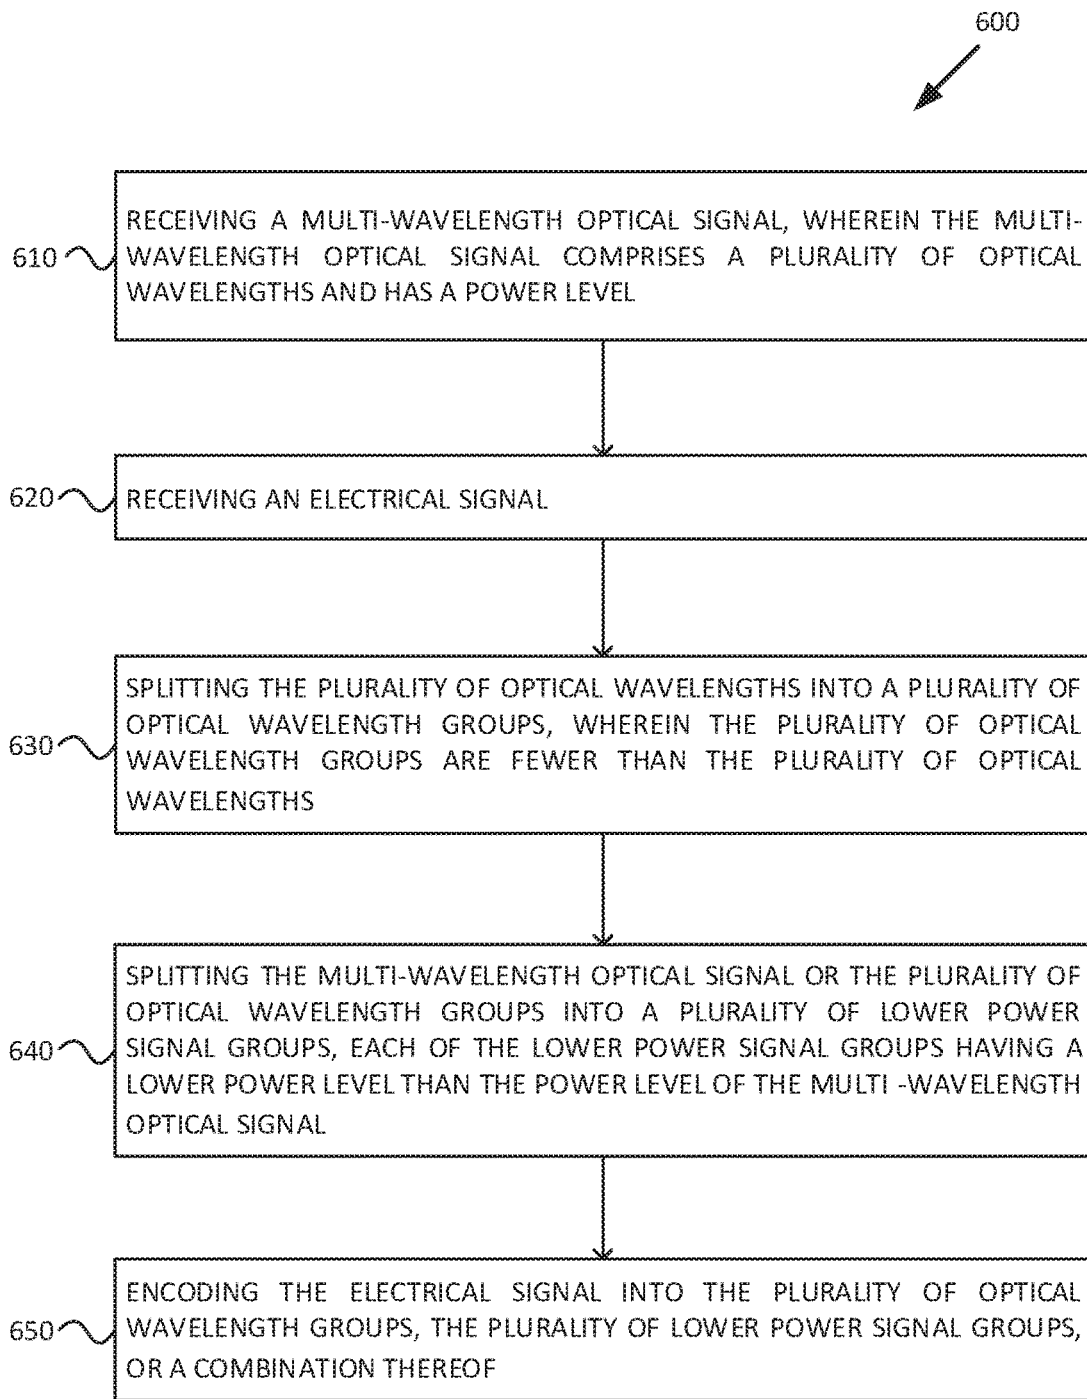 600
610
RECEIVING A MULTI-WAVELENGTH OPTICAL SIGNAL, WHEREIN THE MULTI-
WAVELENGTH OPTICAL SIGNAL COMPRISES A PLURALITY OF OPTICAL
WAVELENGTHS AND HAS A POWER LEVEL
620
RECEIVING AN ELECTRICAL SIGNAL
630
SPLITTING THE PLURALITY OF OPTICAL WAVELENGTHS INTO A PLURALITY OF
OPTICAL WAVELENGTH GROUPS, WHEREIN THE PLURALITY OF OPTICAL
WAVELENGTH GROUPS ARE FEWER THAN THE PLURALITY OF OPTICAL
WAVELENGTHS
640
SPLITTING THE MULTI-WAVELENGTH OPTICAL SIGNAL OR THE PLURALITY OF
OPTICAL WAVELENGTH GROUPS INTO A PLURALITY OF LOWER POWER
SIGNAL GROUPS, EACH OF THE LOWER POWER SIGNAL GROUPS HAVING A
LOWER POWER LEVEL THAN THE POWER LEVEL OF THE MULTI -WAVELENGTH
OPTICAL SIGNAL
650
ENCODING THE ELECTRICAL SIGNAL INTO THE PLURALITY OF OPTICAL
WAVELENGTH GROUPS, THE PLURALITY OF LOWER POWER SIGNAL GROUPS,
OR A COMBINATION THEREOF